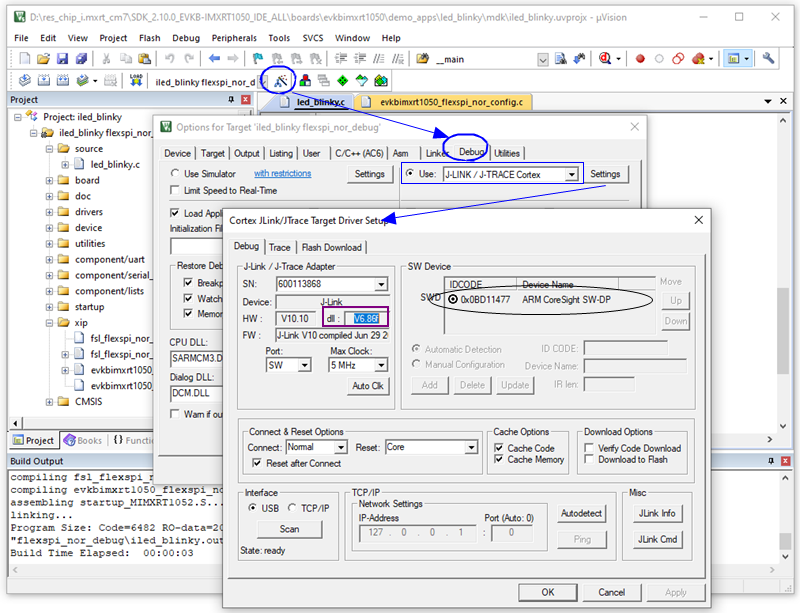 D:\res_chip_i.mxrt_cm7\SDK_2.10.0_EVKB-IMXRT1050_IDE_ALL\boards\evkbimxrt1050\demo_apps\led_blinky\mdk\iled_blinky.uvprojx - µVision
File Edit View Project Flash Debug Peripherals Tools SVCS Window Help
__main
LOAD iled_blinky flexspi_nor_d
Project
led_blinky.c evkbimxrt1050_flexspi_nor_config.c
Project: iled_blinky
iled_blinky flexspi_no
source
led_blinky.c
board
doc
drivers
device
utilities
component/uart
component/serial_
component/lists
startup
xip
fsl_flexspi_nor_
fsl_flexspi_nor_
evkbimxrt1050_
evkbimxrt1050_
CMSIS
Project Books Functi
Build Output
compiling fsl_flexspi_nor_
compiling evkbimxrt1050_flexspi_no
assembling startup_MIMXRT1052.S...
linking...
Program Size: Code=6482 RO-data=20
"flexspi_nor_debug\iled_blinky.out
Build Time Elapsed: 00:00:03
Options for Target 'iled_blinky flexspi_nor_debug'
Device Target Output Listing User C/C++ (AC6) Asm Linker Debug Utilities
Use Simulator with restrictions Settings
Use: J-LINK / J-TRACE Cortex Settings
Limit Speed to Real-Time
Load Appli
Initialization Fil
Restore Deb
Breakp
Watch
Memor
CPU DLL:
SARMCM3.D
Dialog DLL:
DCM.DLL
Warn if ou
Cortex JLink/JTrace Target Driver Setup
Debug Trace Flash Download
J-Link / J-Trace Adapter
SN: 600113868
Device: J-Link
HW : V10.10 dll : V6.86f
FW : J-Link V10 compiled Jun 29 2
Port: Max Clock:
SW 5 MHz
Auto Clk
SW Device
IDCODE Device Name Move
SWD 0x0BD11477 ARM CoreSight SW-DP Up
Down
Automatic Detection ID CODE:
Manual Configuration Device Name:
Add Delete Update IR len:
Connect & Reset Options
Connect: Normal Reset: Core
Reset after Connect
Cache Options
Cache Code
Cache Memory
Download Options
Verify Code Download
Download to Flash
Interface
USB TCP/IP
Scan
State: ready
TCP/IP
Network Settings
IP-Address Port (Auto: 0)
127 . 0 . 0 . 1 : 0
Autodetect
Ping
Misc
JLink Info
JLink Cmd
OK Cancel Apply